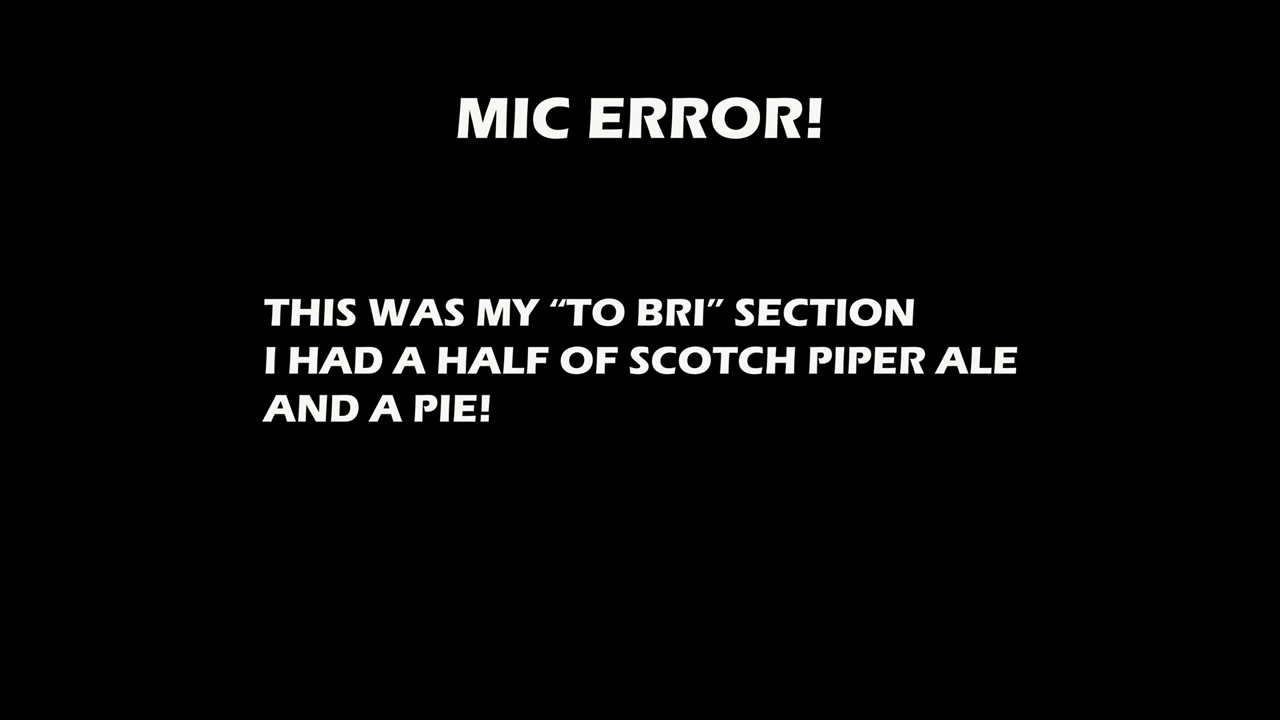 MIC ERROR!
THIS WAS MY “TO BRI” SECTION
I HAD A HALF OF SCOTCH PIPER ALE
AND A PIE!